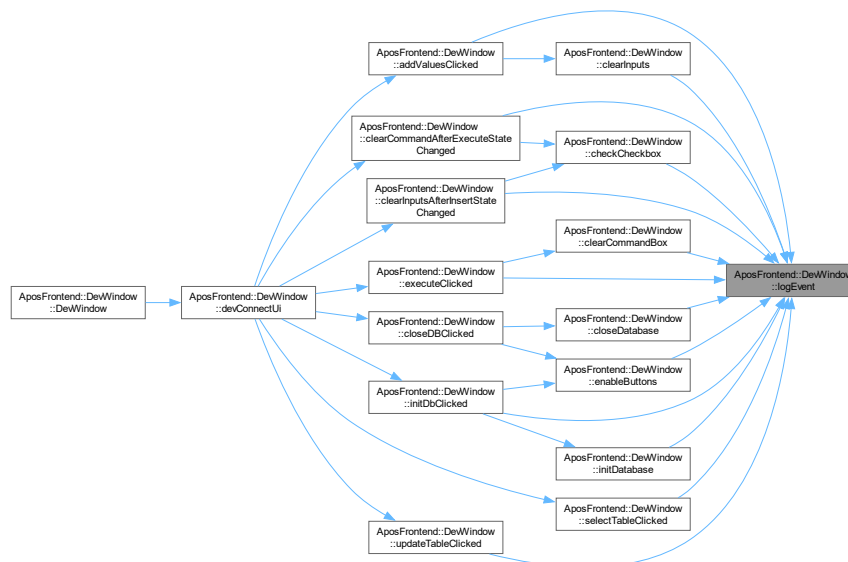 AposFrontend::DevWindow
::addValuesClicked
AposFrontend::DevWindow
::clearInputs
AposFrontend::DevWindow
::clearCommandAfterExecuteState
Changed
AposFrontend::DevWindow
::checkCheckbox
AposFrontend::DevWindow
::clearInputsAfterInsertState
Changed
AposFrontend::DevWindow
::clearCommandBox
AposFrontend::DevWindow
::executeClicked
AposFrontend::DevWindow
::logEvent
AposFrontend::DevWindow
::DevWindow
AposFrontend::DevWindow
::devConnectUi
AposFrontend::DevWindow
::closeDBClicked
AposFrontend::DevWindow
::closeDatabase
AposFrontend::DevWindow
::enableButtons
AposFrontend::DevWindow
::initDbClicked
AposFrontend::DevWindow
::initDatabase
AposFrontend::DevWindow
::selectTableClicked
AposFrontend::DevWindow
::updateTableClicked